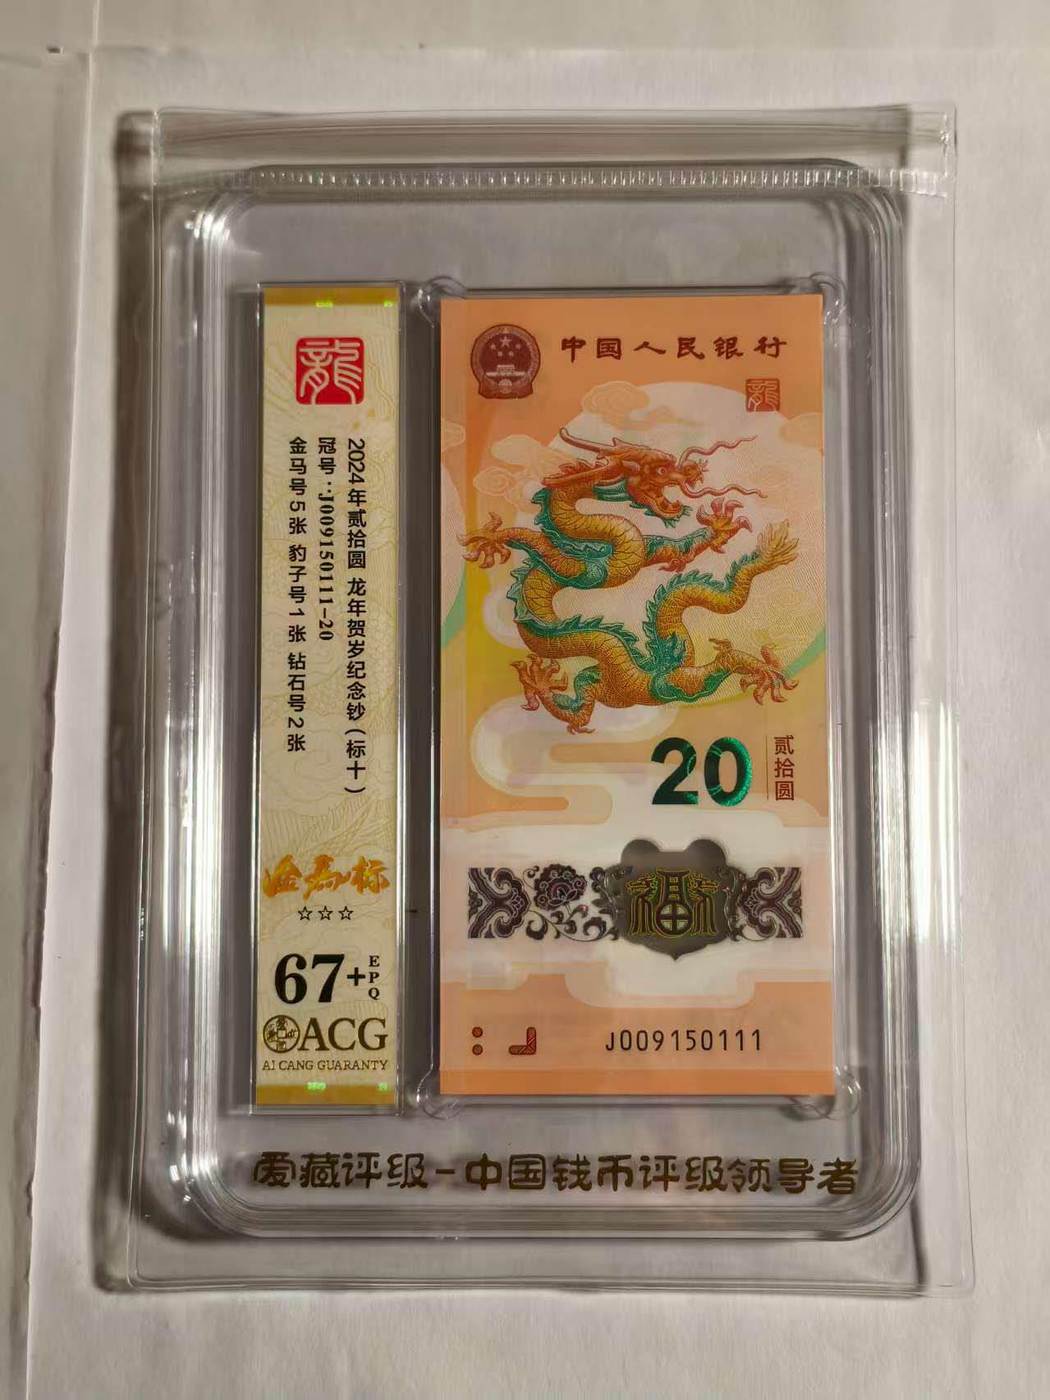 龍
2024年贰拾圆 龙年贺岁纪念钞(标十)
冠号:J009150111-20
金马号5张 豹子号1张 钻石号2张
金马标
☆☆☆
67+EPQ
ACG
AI CANG GUARANTY
中国人民银行
龍
20
贰拾圆
福
J009150111
爱藏评级-中国钱币评级领导者